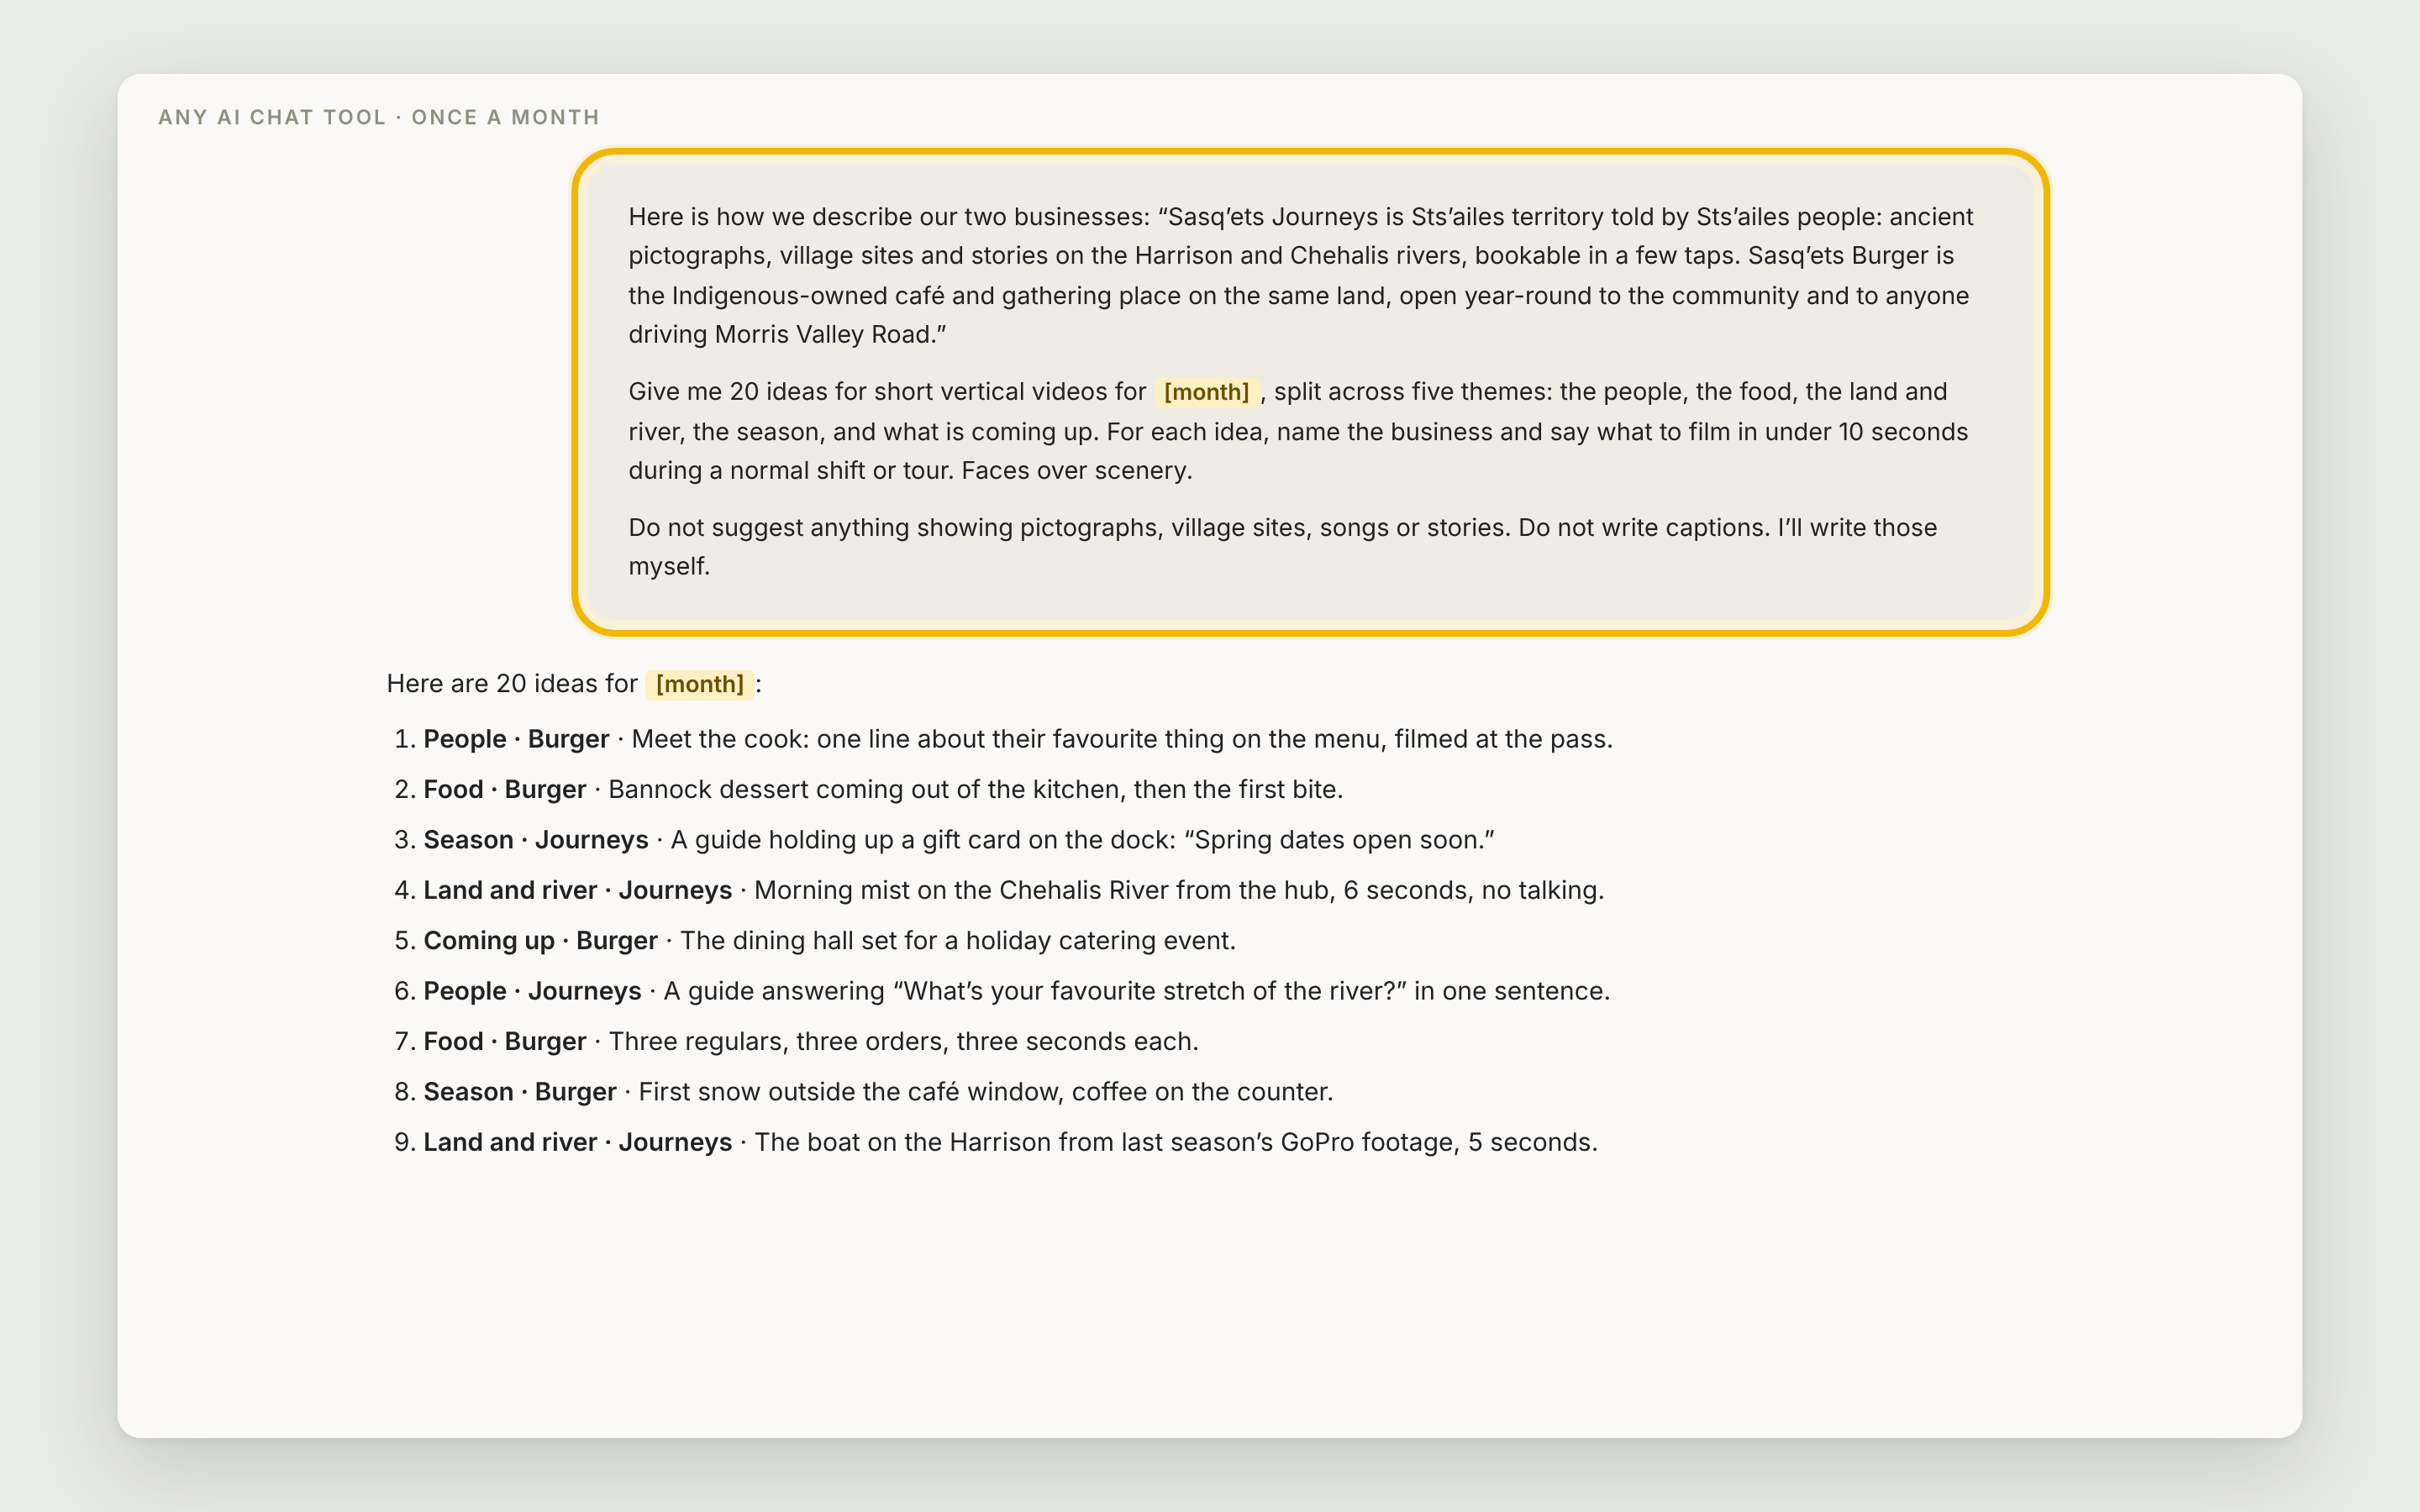 ANY AI CHAT TOOL · ONCE A MONTH
Here is how we describe our two businesses: “Sasq’ets Journeys is Sts’ailes territory told by Sts’ailes people: ancient
pictographs, village sites and stories on the Harrison and Chehalis rivers, bookable in a few taps. Sasq’ets Burger is
the Indigenous-owned café and gathering place on the same land, open year-round to the community and to anyone
driving Morris Valley Road.”
Give me 20 ideas for short vertical videos for [month], split across five themes: the people, the food, the land and
river, the season, and what is coming up. For each idea, name the business and say what to film in under 10 seconds
during a normal shift or tour. Faces over scenery.
Do not suggest anything showing pictographs, village sites, songs or stories. Do not write captions. I’ll write those
myself.
Here are 20 ideas for [month]:
1. People · Burger · Meet the cook: one line about their favourite thing on the menu, filmed at the pass.
2. Food · Burger · Bannock dessert coming out of the kitchen, then the first bite.
3. Season · Journeys · A guide holding up a gift card on the dock: “Spring dates open soon.”
4. Land and river · Journeys · Morning mist on the Chehalis River from the hub, 6 seconds, no talking.
5. Coming up · Burger · The dining hall set for a holiday catering event.
6. People · Journeys · A guide answering “What’s your favourite stretch of the river?” in one sentence.
7. Food · Burger · Three regulars, three orders, three seconds each.
8. Season · Burger · First snow outside the café window, coffee on the counter.
9. Land and river · Journeys · The boat on the Harrison from last season’s GoPro footage, 5 seconds.